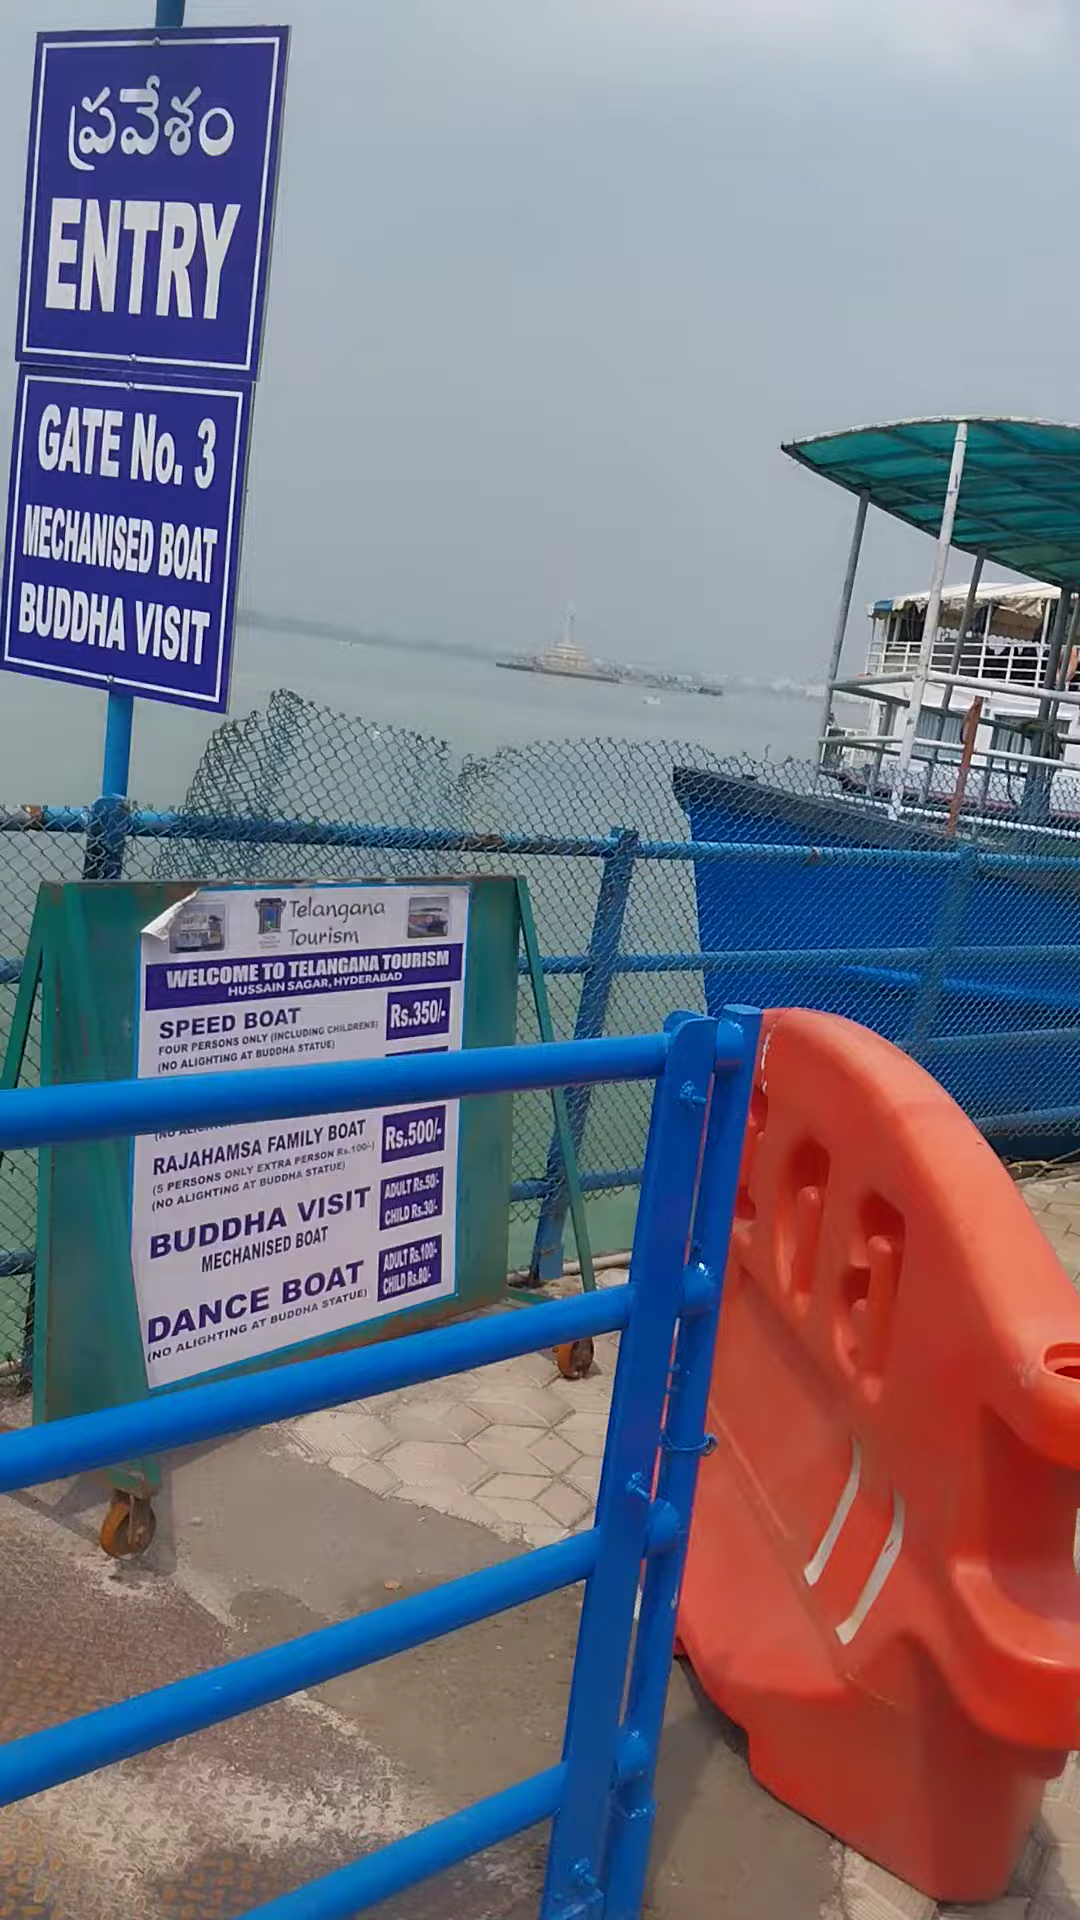 ప్రవేశం
ENTRY
GATE No. 3
MECHANISED BOAT
BUDDHA VISIT
Telangana
Tourism
WELCOME TO TELANGANA TOURISM
HUSSAIN SAGAR, HYDERABAD
SPEED BOAT Rs.350/-
FOUR PERSONS ONLY (INCLUDING CHILDRENS)
(NO ALIGHTING AT BUDDHA STATUE)
RAJAHAMSA FAMILY BOAT Rs.500/-
(5 PERSONS ONLY EXTRA PERSON Rs.100/-)
(NO ALIGHTING AT BUDDHA STATUE)
BUDDHA VISIT ADULT Rs.50/-
MECHANISED BOAT CHILD Rs.30/-
DANCE BOAT ADULT Rs.100/-
(NO ALIGHTING AT BUDDHA STATUE) CHILD Rs.80/-